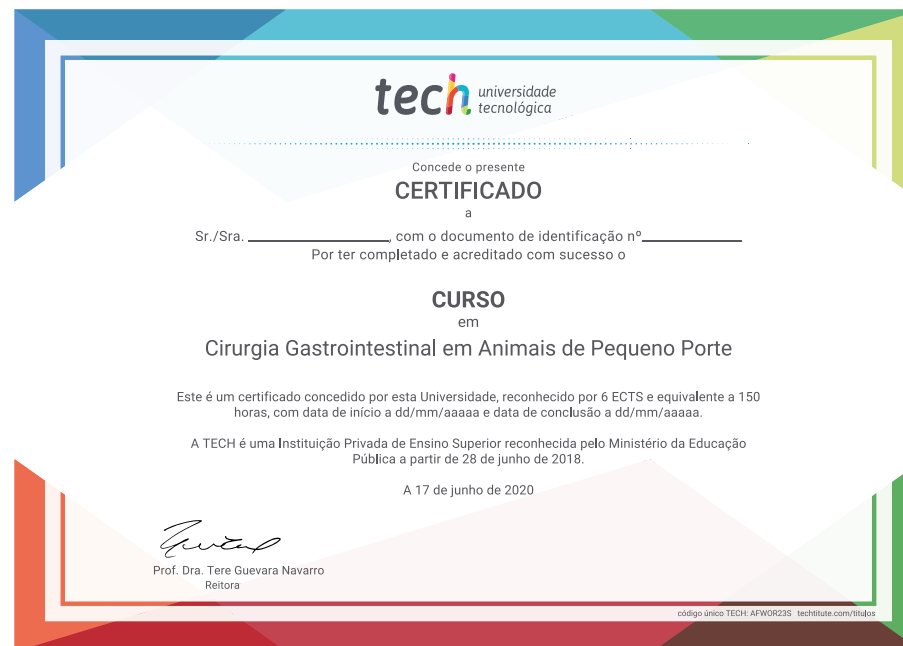 tech universidade
tecnológica
Concede o presente
CERTIFICADO
a
Sr./Sra. ________________, com o documento de identificação nº____________
Por ter completado e acreditado com sucesso o
CURSO
em
Cirurgia Gastrointestinal em Animais de Pequeno Porte
Este é um certificado concedido por esta Universidade, reconhecido por 6 ECTS e equivalente a 150
horas, com data de início a dd/mm/aaaaa e data de conclusão a dd/mm/aaaaa.
A TECH é uma Instituição Privada de Ensino Superior reconhecida pelo Ministério da Educação
Pública a partir de 28 de junho de 2018.
A 17 de junho de 2020
Prof. Dra. Tere Guevara Navarro
Reitora
código único TECH: AFWOR23S techtitute.com/titulos